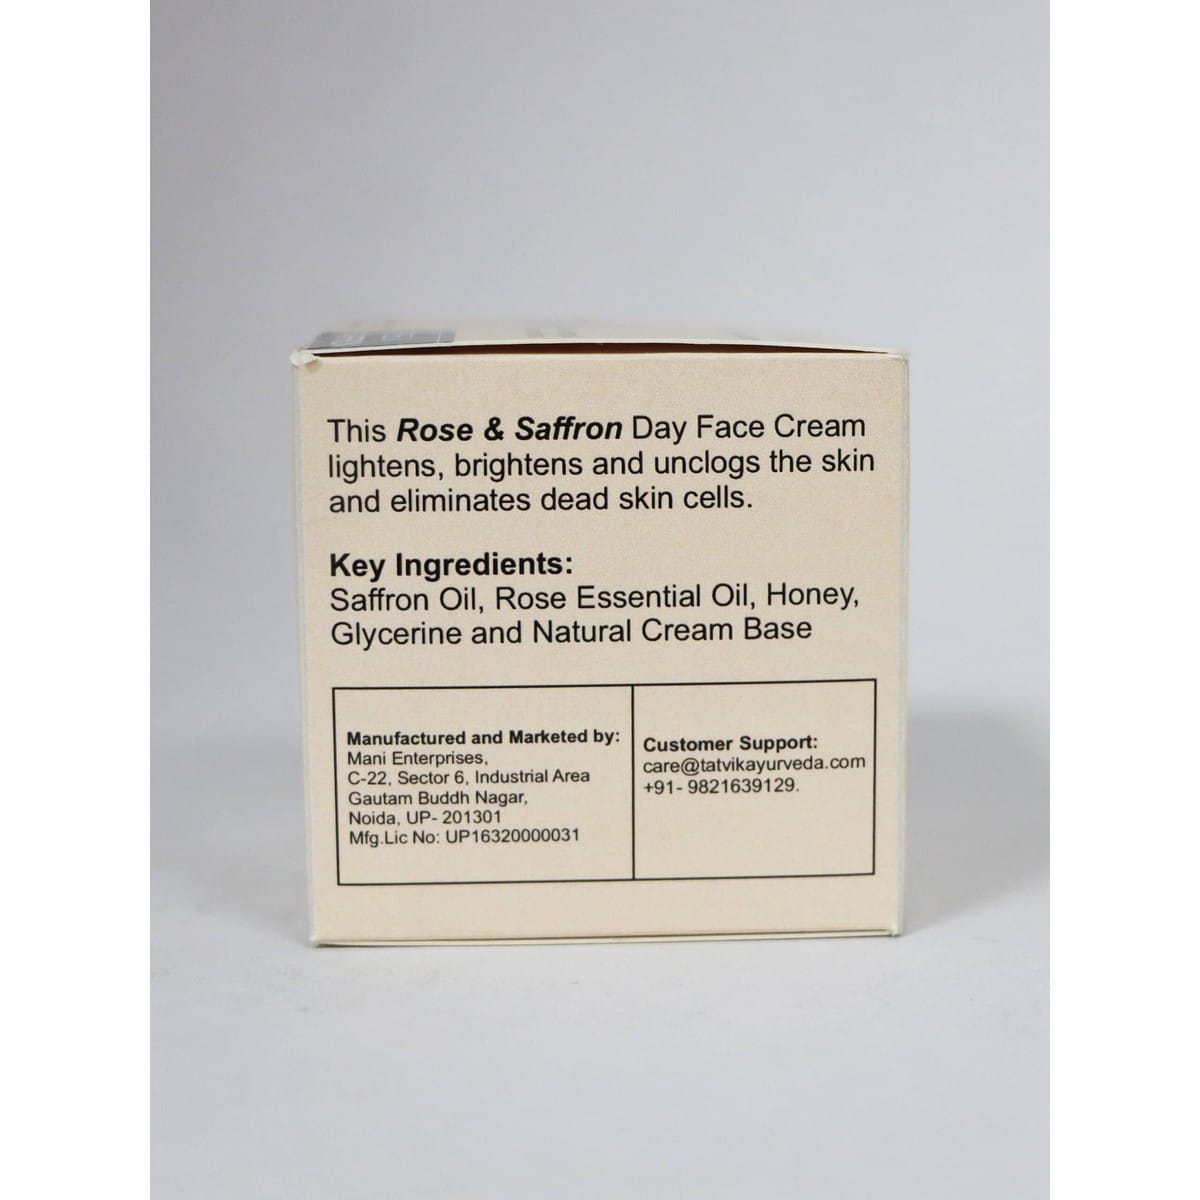 This Rose & Saffron Day Face Cream
lightens, brightens and unclogs the skin
and eliminates dead skin cells.
Key Ingredients:
Saffron Oil, Rose Essential Oil, Honey,
Glycerine and Natural Cream Base
Manufactured and Marketed by:
Mani Enterprises,
C-22, Sector 6, Industrial Area
Gautam Buddh Nagar,
Noida, UP- 201301
Mfg.Lic No: UP16320000031
Customer Support:
care@tatvikayurveda.com
+91- 9821639129.